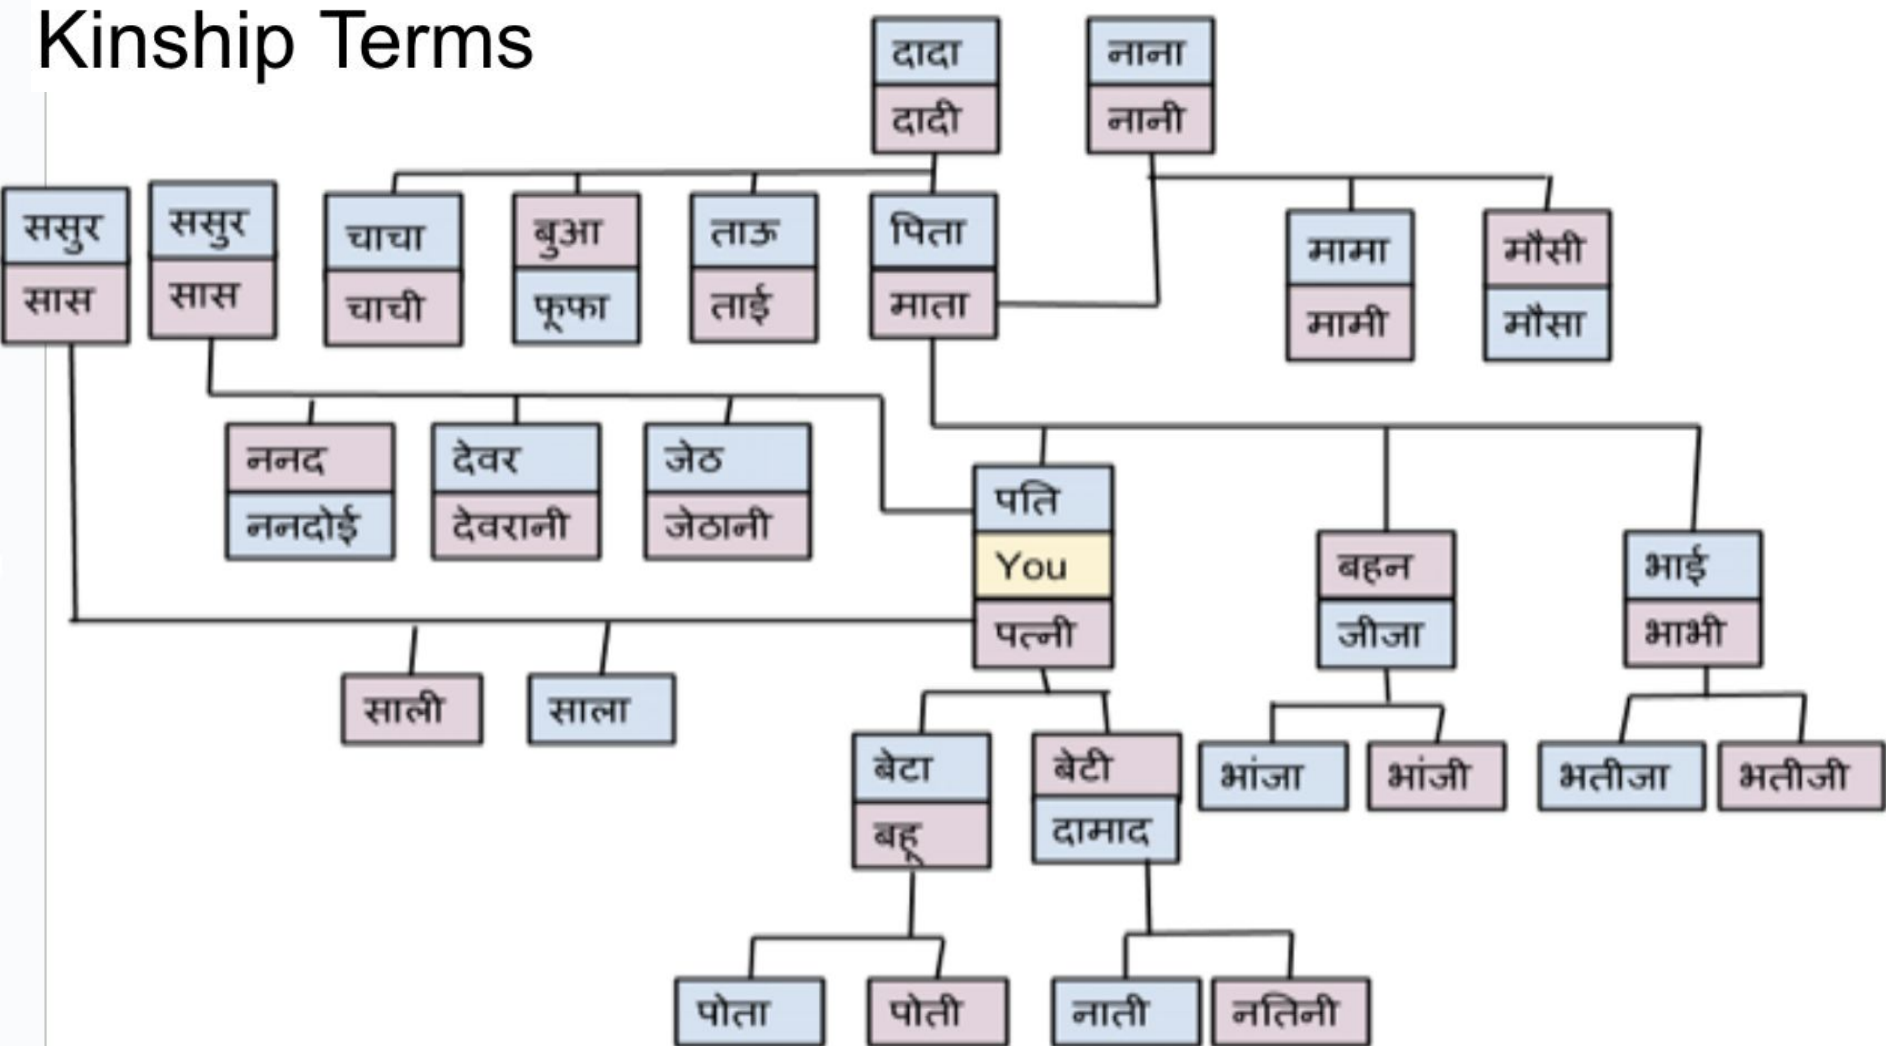 Kinship Terms
दादा
दादी
नाना
नानी
ससुर
सास
ससुर
सास
चाचा
चाची
बुआ
फूफा
ताऊ
ताई
पिता
माता
मामा
मामी
मौसी
मौसा
ननद
ननदोई
देवर
देवरानी
जेठ
जेठानी
पति
You
पत्नी
बहन
जीजा
भाई
भाभी
साली
साला
बेटा
बहू
बेटी
दामाद
भांजा
भांजी
भतीजा
भतीजी
पोता
पोती
नाती
नतिनी